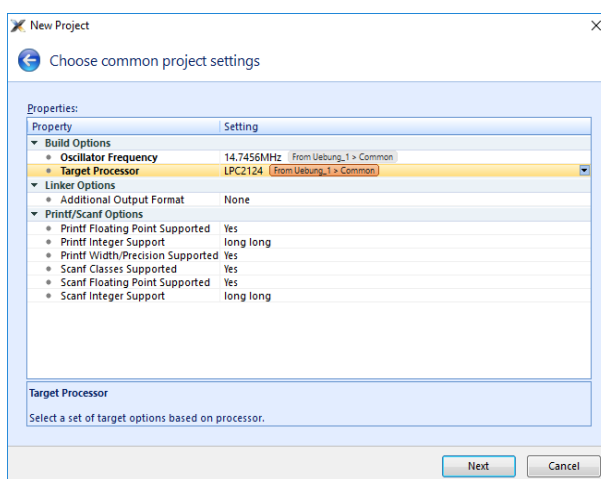 New Project
Choose common project settings
Properties:
Property Setting
Build Options
Oscillator Frequency 14.7456MHz From Uebung_1 > Common
Target Processor LPC2124 From Uebung_1 > Common
Linker Options
Additional Output Format None
Printf/Scanf Options
Printf Floating Point Supported Yes
Printf Integer Support long long
Printf Width/Precision Supported Yes
Scanf Classes Supported Yes
Scanf Floating Point Supported Yes
Scanf Integer Support long long
Target Processor
Select a set of target options based on processor.
Next Cancel